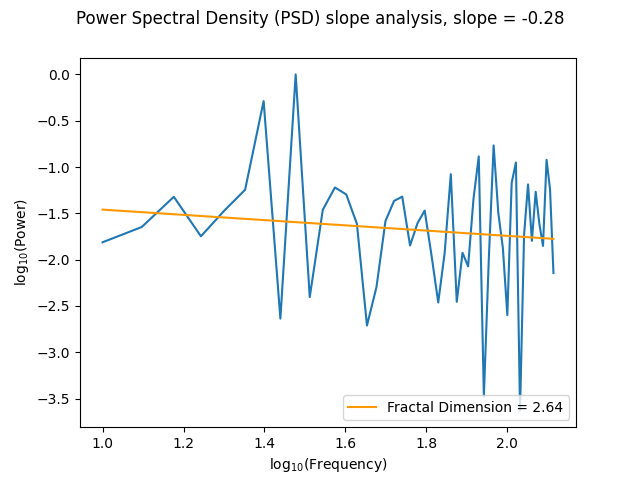 Power Spectral Density (PSD) slope analysis, slope = -0.28
log₁₀(Power)
0.0
−0.5
−1.0
−1.5
−2.0
−2.5
−3.0
−3.5
Fractal Dimension = 2.64
1.0 1.2 1.4 1.6 1.8 2.0
log₁₀(Frequency)